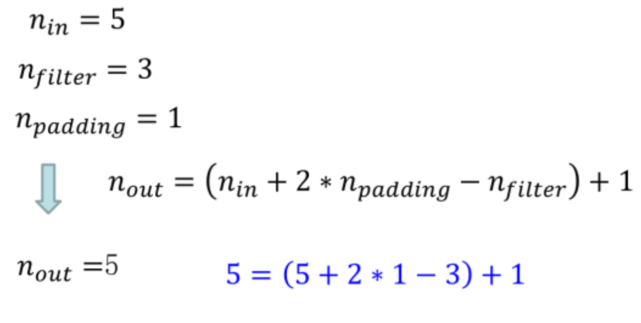 n_in = 5
n_filter = 3
n_padding = 1
n_out = (n_in + 2 * n_padding − n_filter) + 1
n_out =5
5 = (5 + 2 * 1 − 3) + 1